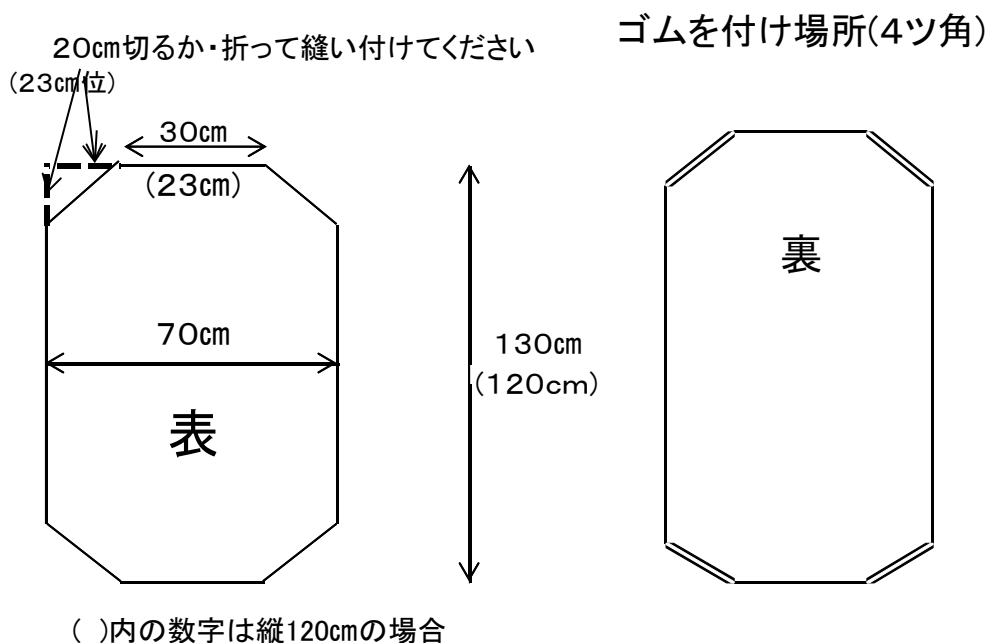 ゴムを付け場所(4ツ角)
20㎝切るか・折って縫い付けてください
(23㎝位)
30㎝
(23㎝)
裏
70㎝
130㎝
(120cm)
表
( )内の数字は縦120㎝の場合